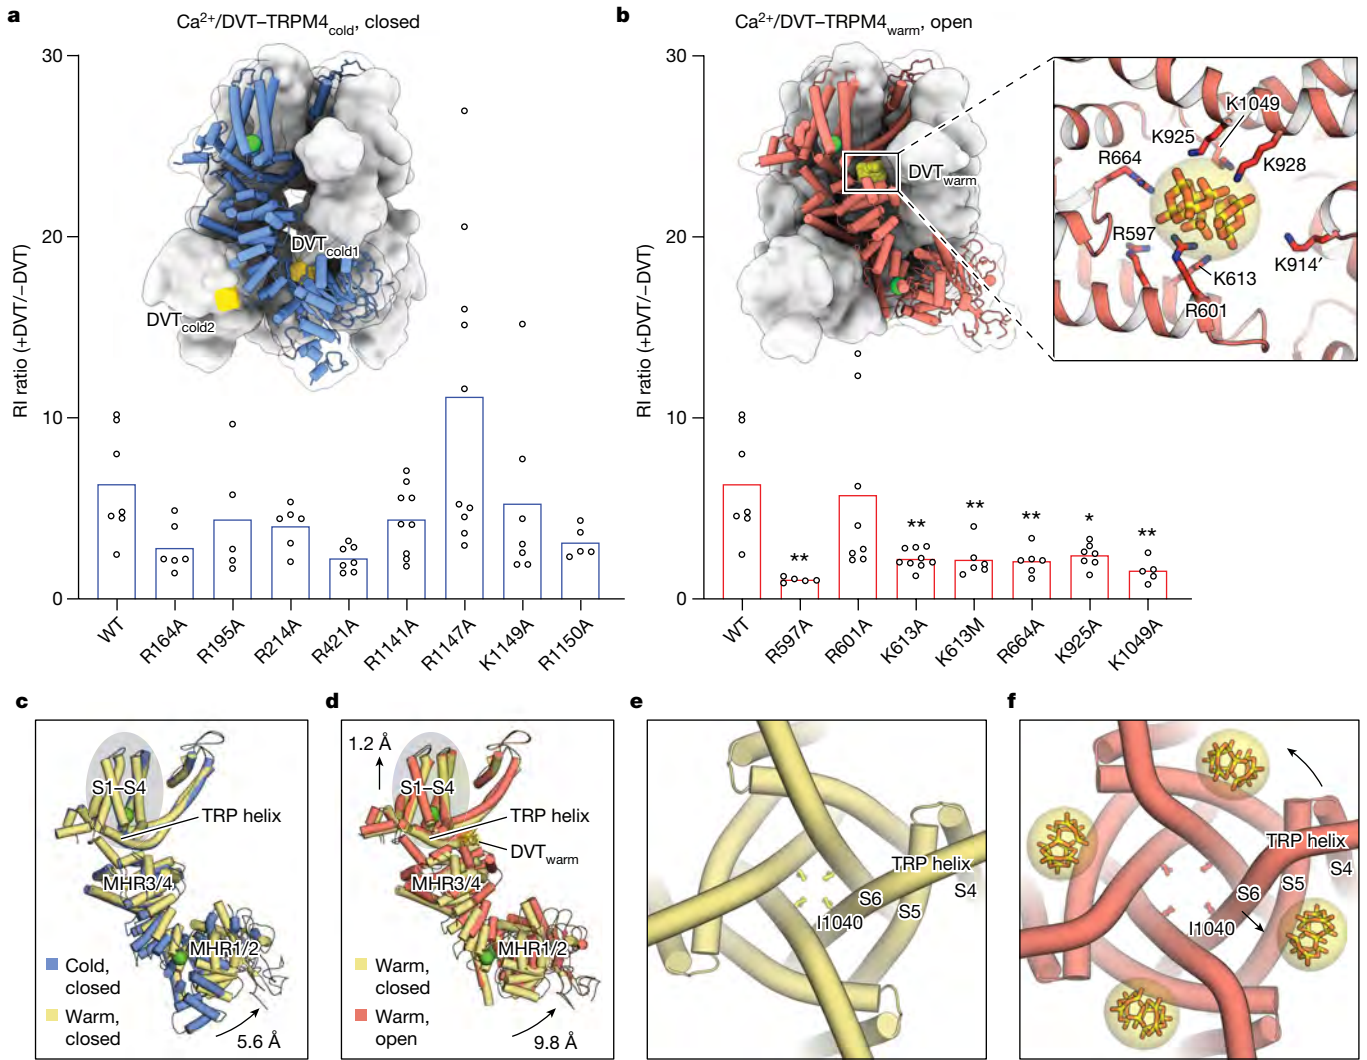 a
Ca²⁺/DVT–TRPM4cold, closed
RI ratio (+DVT/–DVT)
30
20
10
0
DVTcold1
DVTcold2
WT
R164A
R195A
R214A
R421A
R1141A
R1147A
K1149A
R1150A
b
Ca²⁺/DVT–TRPM4warm, open
RI ratio (+DVT/–DVT)
30
20
10
0
DVTwarm
K1049
K925
K928
R664
R597
K914′
K613
R601
**
**
**
**
*
**
WT
R597A
R601A
K613A
K613M
R664A
K925A
K1049A
c
S1–S4
TRP helix
MHR3/4
MHR1/2
Cold,
closed
Warm,
closed
5.6 Å
d
1.2 Å
S1–S4
TRP helix
DVTwarm
MHR3/4
MHR1/2
Warm,
closed
Warm,
open
9.8 Å
e
TRP helix
S4
S6
S5
I1040
f
TRP helix
S4
S5
S6
I1040